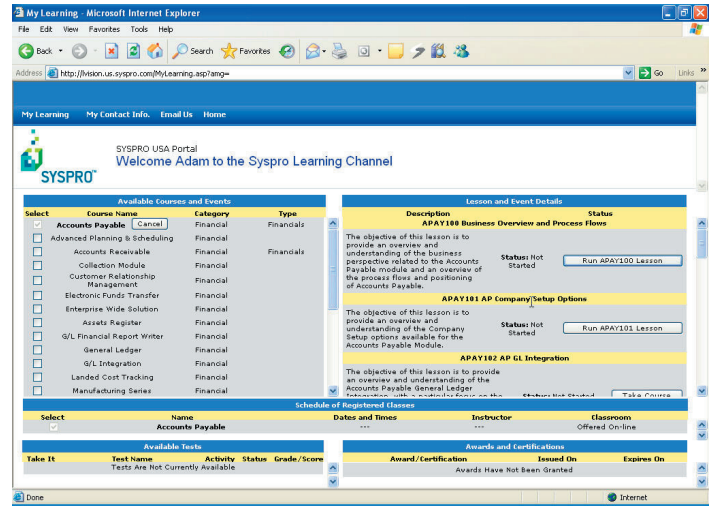 My Learning - Microsoft Internet Explorer
File Edit View Favorites Tools Help
Back Search Favorites
Address http://lvision.us.syspro.com/MyLearning.asp?amg= Go Links »
My Learning My Contact Info. Email Us Home
SYSPRO USA Portal
Welcome Adam to the Syspro Learning Channel
SYSPRO™
Available Courses and Events
Select Course Name Category Type
Accounts Payable Cancel Financial Financials
Advanced Planning & Scheduling Financial
Accounts Receivable Financial Financials
Collection Module Financial
Customer Relationship
Management Financial
Electronic Funds Transfer Financial
Enterprise Wide Solution Financial
Assets Register Financial
G/L Financial Report Writer Financial
General Ledger Financial
G/L Integration Financial
Landed Cost Tracking Financial
Manufacturing Series Financial
Lesson and Event Details
Description Status
APAY100 Business Overview and Process Flows
The objective of this lesson is to
provide an overview and
understanding of the business
perspective related to the Accounts
Payable module and an overview of
the process flows and positioning
of Accounts Payable.
Status: Not
Started
Run APAY100 Lesson
APAY101 AP Company Setup Options
The objective of this lesson is to
provide an overview and
understanding of the Company
Setup options available for the
Accounts Payable Module.
Status: Not
Started
Run APAY101 Lesson
APAY102 AP GL Integration
The objective of this lesson is to provide
an overview and understanding of the
Accounts Payable General Ledger
Integration, with a particular focus on the
Status: Not Started
Take Course
Schedule of Registered Classes
Select Name Dates and Times Instructor Classroom
Accounts Payable --- --- Offered On-line
Available Tests
Take It Test Name Activity Status Grade/Score
Tests Are Not Currently Available
Awards and Certifications
Award/Certification Issued On Expires On
Awards Have Not Been Granted
Done Internet